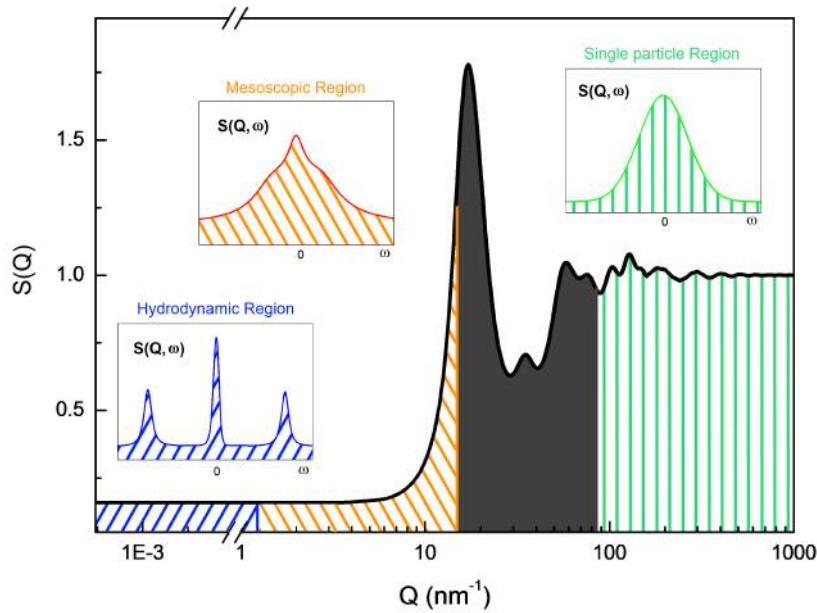 Single particle Region
S(Q, ω)
0
ω
Mesoscopic Region
S(Q, ω)
0
ω
Hydrodynamic Region
S(Q, ω)
0
ω
S(Q)
1.5
1.0
0.5
1E-3
1
10
100
1000
Q (nm⁻¹)